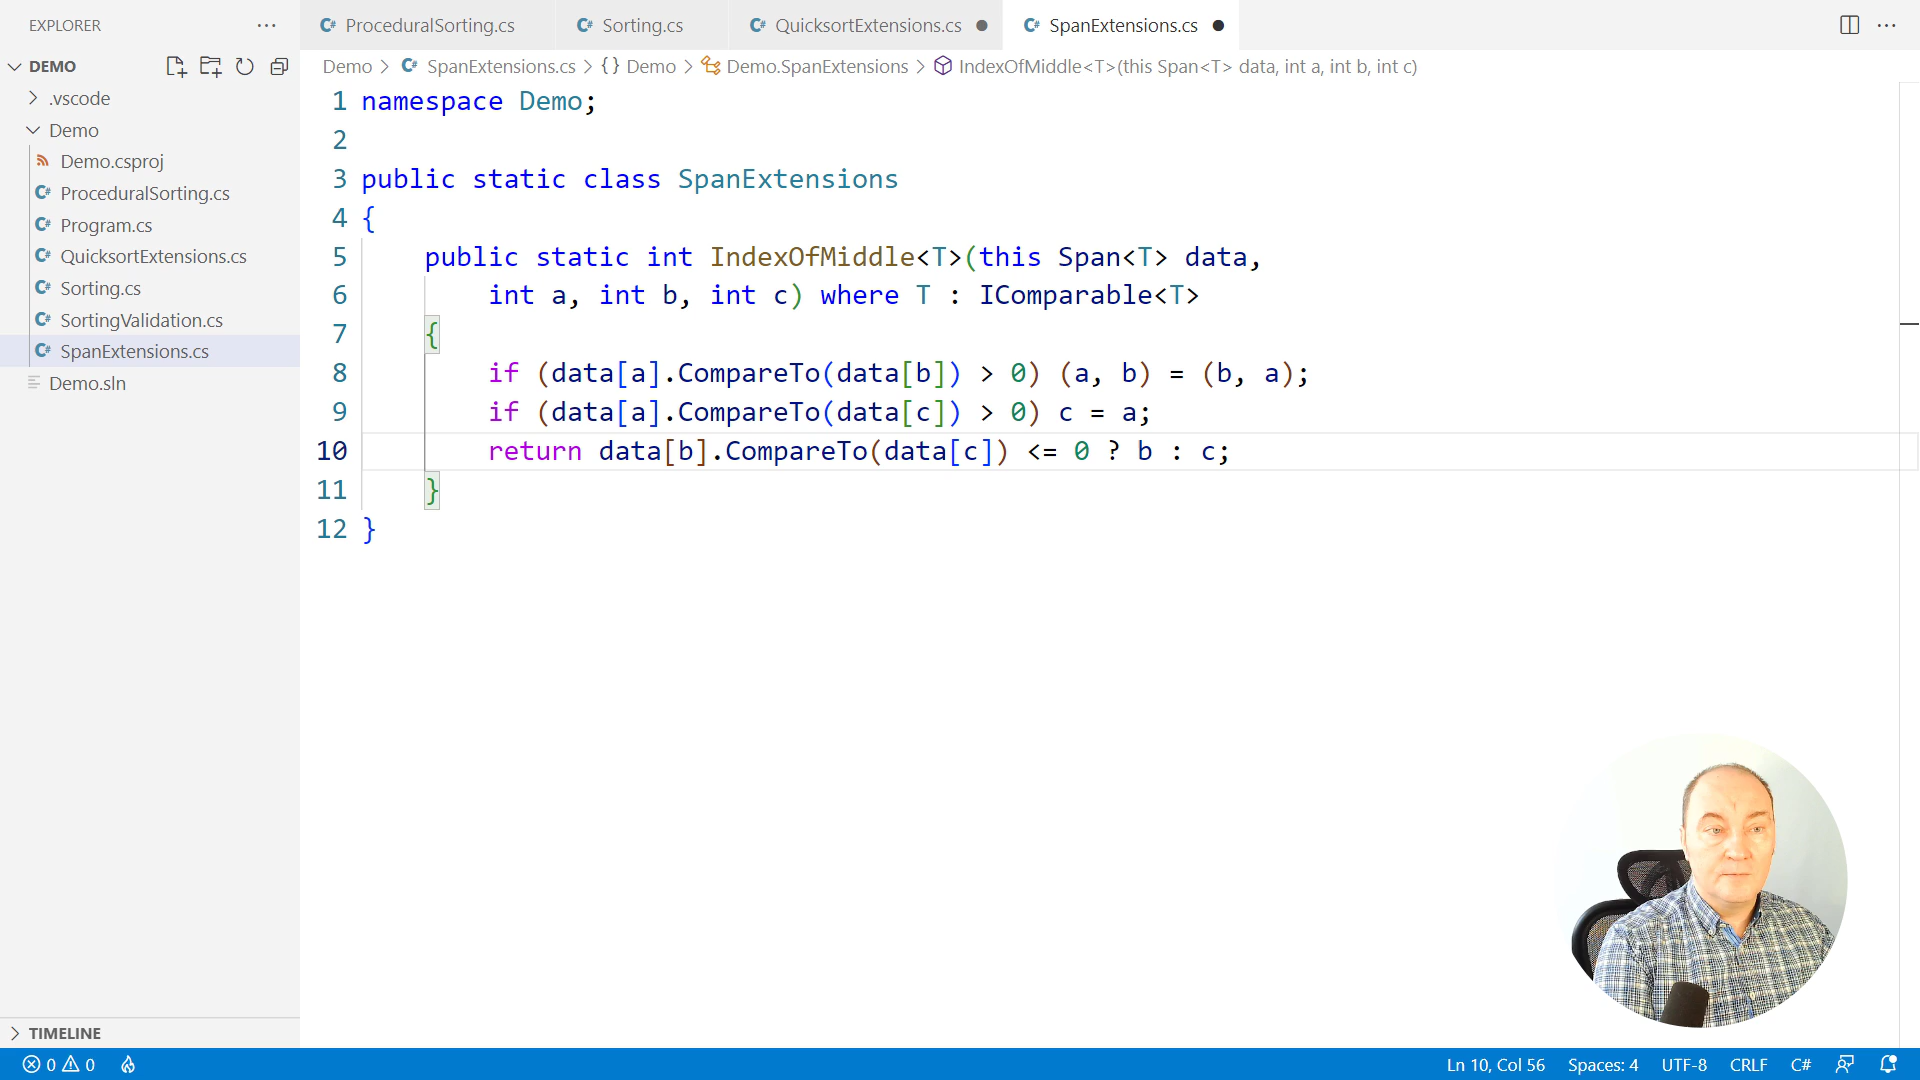 EXPLORER
DEMO
.vscode
Demo
Demo.csproj
ProceduralSorting.cs
Program.cs
QuicksortExtensions.cs
Sorting.cs
SortingValidation.cs
SpanExtensions.cs
Demo.sln
TIMELINE
ProceduralSorting.cs Sorting.cs QuicksortExtensions.cs SpanExtensions.cs
Demo > SpanExtensions.cs > {} Demo > Demo.SpanExtensions > IndexOfMiddle<T>(this Span<T> data, int a, int b, int c)
1 namespace Demo;
2
3 public static class SpanExtensions
4 {
5 public static int IndexOfMiddle<T>(this Span<T> data,
6 int a, int b, int c) where T : IComparable<T>
7 {
8 if (data[a].CompareTo(data[b]) > 0) (a, b) = (b, a);
9 if (data[a].CompareTo(data[c]) > 0) c = a;
10 return data[b].CompareTo(data[c]) <= 0 ? b : c;
11 }
12 }
0 0 Ln 10, Col 56 Spaces: 4 UTF-8 CRLF C#